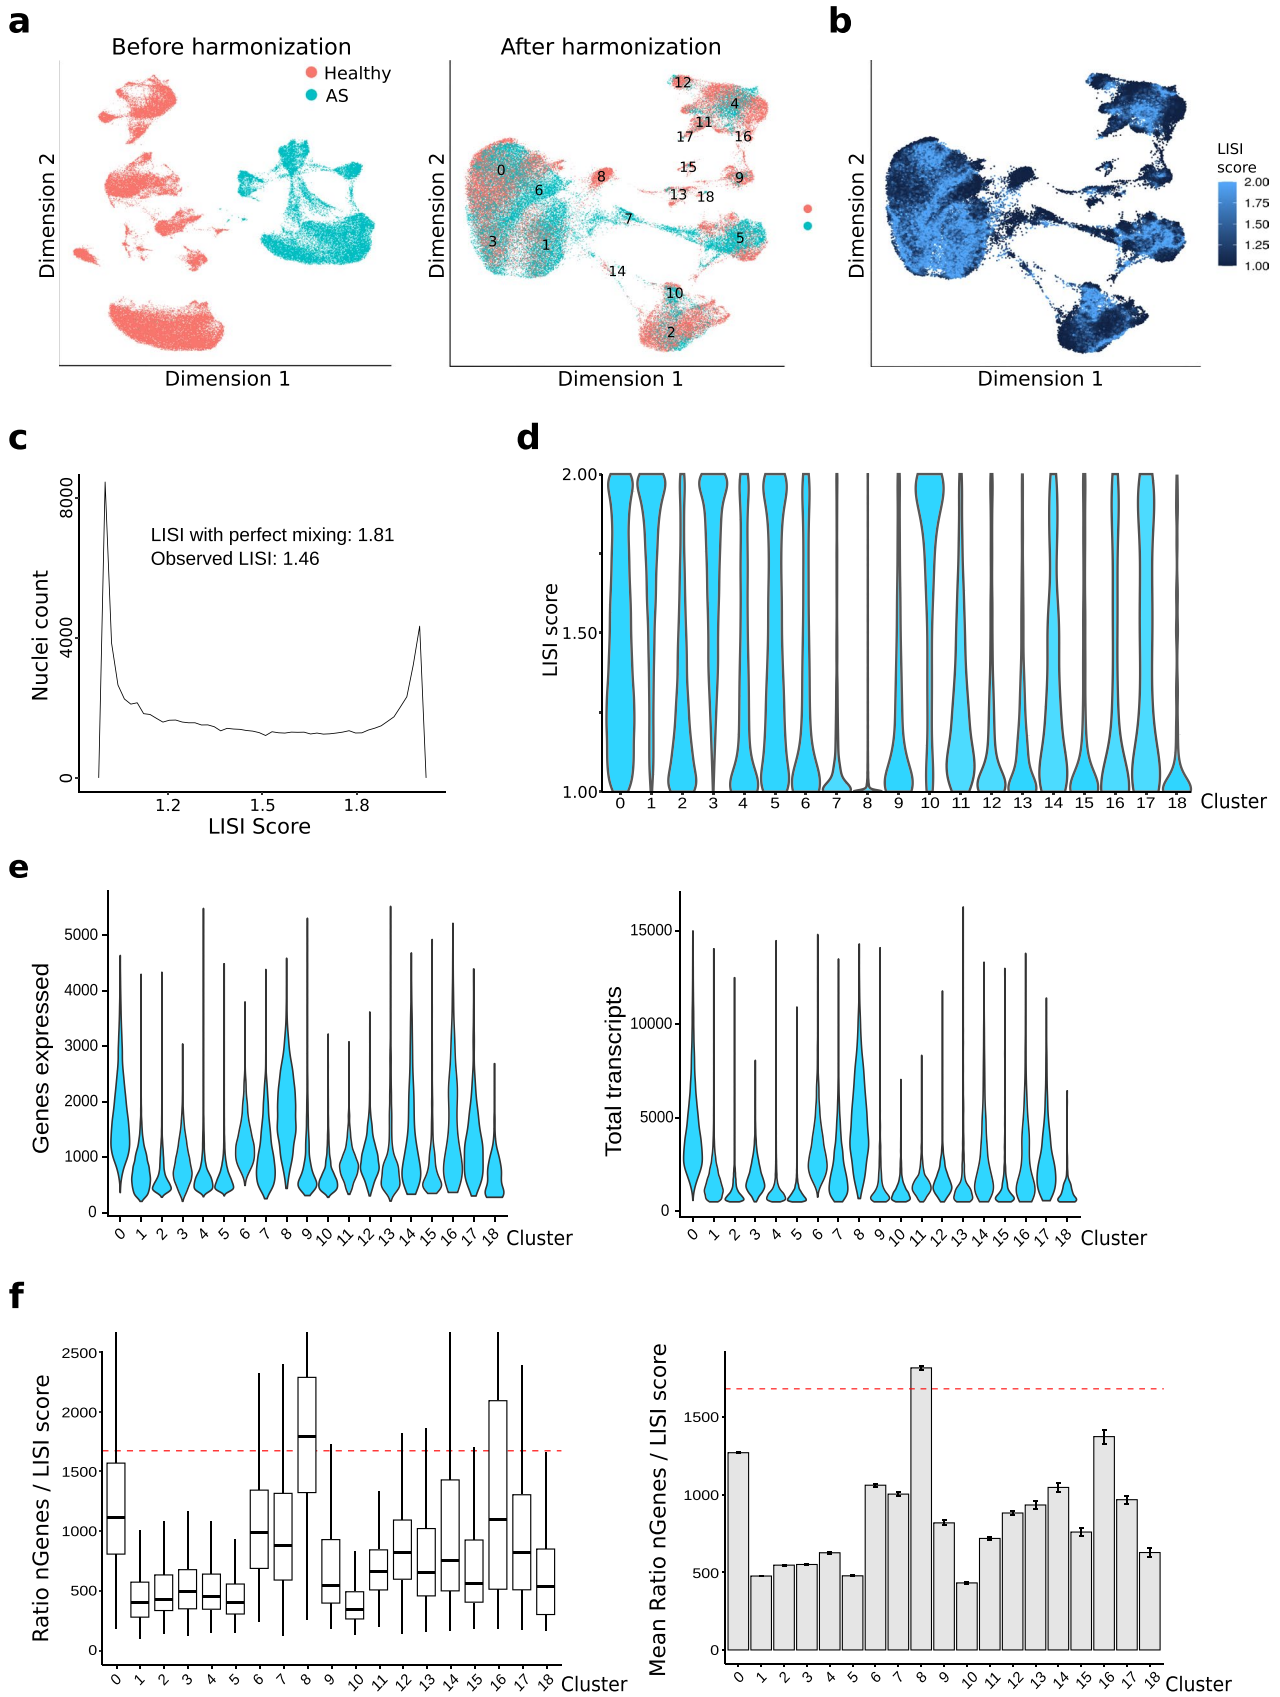 a
b
Before harmonization
After harmonization
Healthy
AS
Dimension 2
Dimension 1
12
4
11
17
16
0
15
8
9
6
13
18
7
3
1
5
14
10
2
Dimension 2
Dimension 1
LISI
score
2.00
1.75
1.50
1.25
1.00
Dimension 2
Dimension 1
c
d
8000
4000
0
Nuclei count
LISI with perfect mixing: 1.81
Observed LISI: 1.46
1.2 1.5 1.8
LISI Score
2.00
1.50
1.00
LISI score
0 1 2 3 4 5 6 7 8 9 10 11 12 13 14 15 16 17 18 Cluster
e
5000
4000
3000
2000
1000
0
Genes expressed
0 1 2 3 4 5 6 7 8 9 10 11 12 13 14 15 16 17 18 Cluster
15000
10000
5000
0
Total transcripts
0 1 2 3 4 5 6 7 8 9 10 11 12 13 14 15 16 17 18 Cluster
f
2500
2000
1500
1000
500
0
Ratio nGenes / LISI score
0 1 2 3 4 5 6 7 8 9 10 11 12 13 14 15 16 17 18 Cluster
1500
1000
500
0
Mean Ratio nGenes / LISI score
0 1 2 3 4 5 6 7 8 9 10 11 12 13 14 15 16 17 18 Cluster